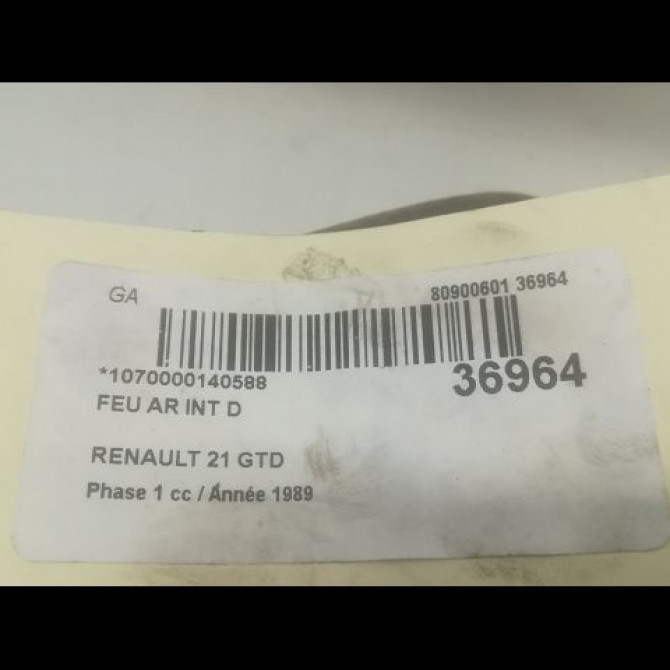 GA
80900601 36964
*1070000140588
36964
FEU AR INT D
RENAULT 21 GTD
Phase 1 cc / Année 1989